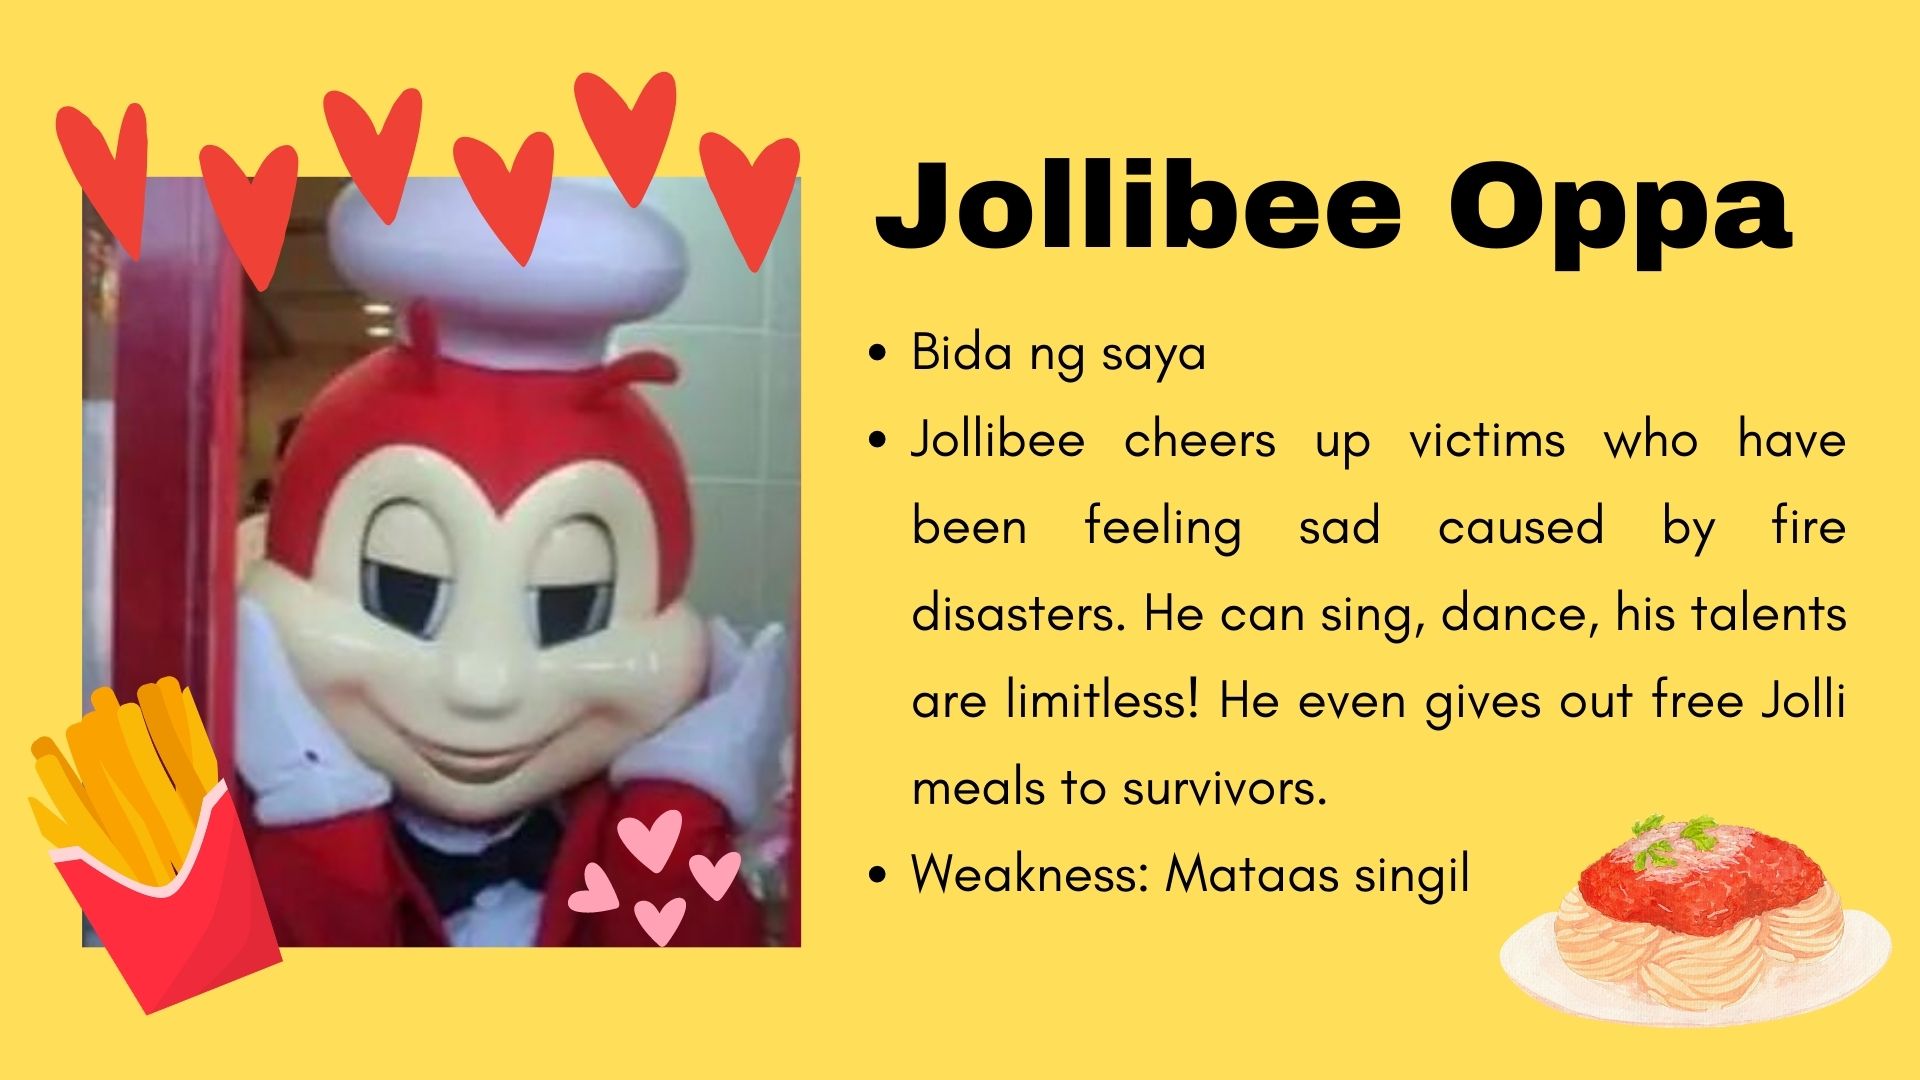 Jollibee Oppa
• Bida ng saya
• Jollibee cheers up victims who have
been feeling sad caused by fire
disasters. He can sing, dance, his talents
are limitless! He even gives out free Jolli
meals to survivors.
• Weakness: Mataas singil